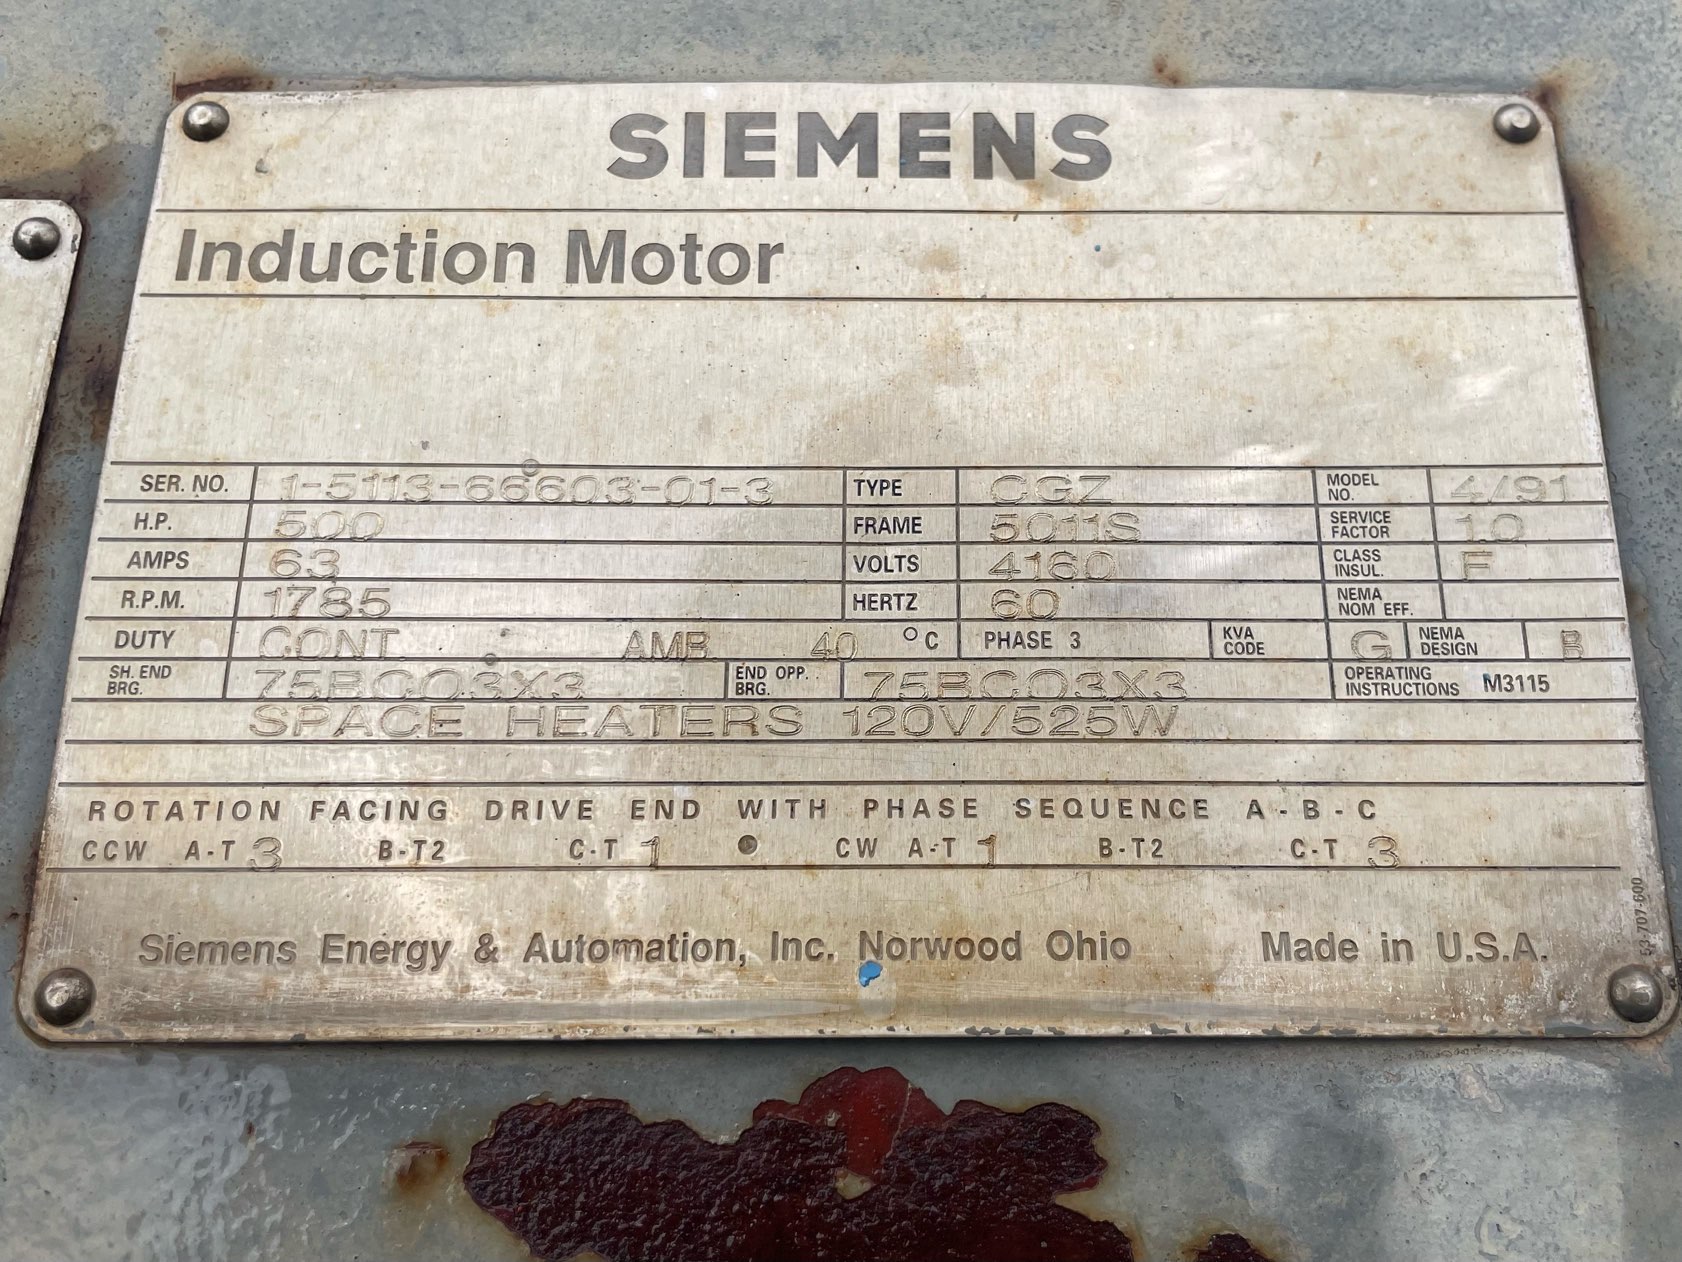 SIEMENS
Induction Motor
SER. NO. 1-5113-66603-01-3 TYPE CGZ MODEL NO. 4/91
H.P. 500 FRAME 5011S SERVICE FACTOR 1.0
AMPS 63 VOLTS 4160 CLASS INSUL. F
R.P.M. 1785 HERTZ 60 NEMA NOM EFF.
DUTY CONT. AMB. 40 °C PHASE 3 KVA CODE G NEMA DESIGN B
SH. END BRG. 75BC03X3 END OPP. BRG. 75BC03X3 OPERATING INSTRUCTIONS M3115
SPACE HEATERS 120V/525W
ROTATION FACING DRIVE END WITH PHASE SEQUENCE A-B-C
CCW A-T 3 B-T2 C-T 1 • CW A-T 1 B-T2 C-T 3
Siemens Energy & Automation, Inc. Norwood Ohio Made in U.S.A.
53-707-600